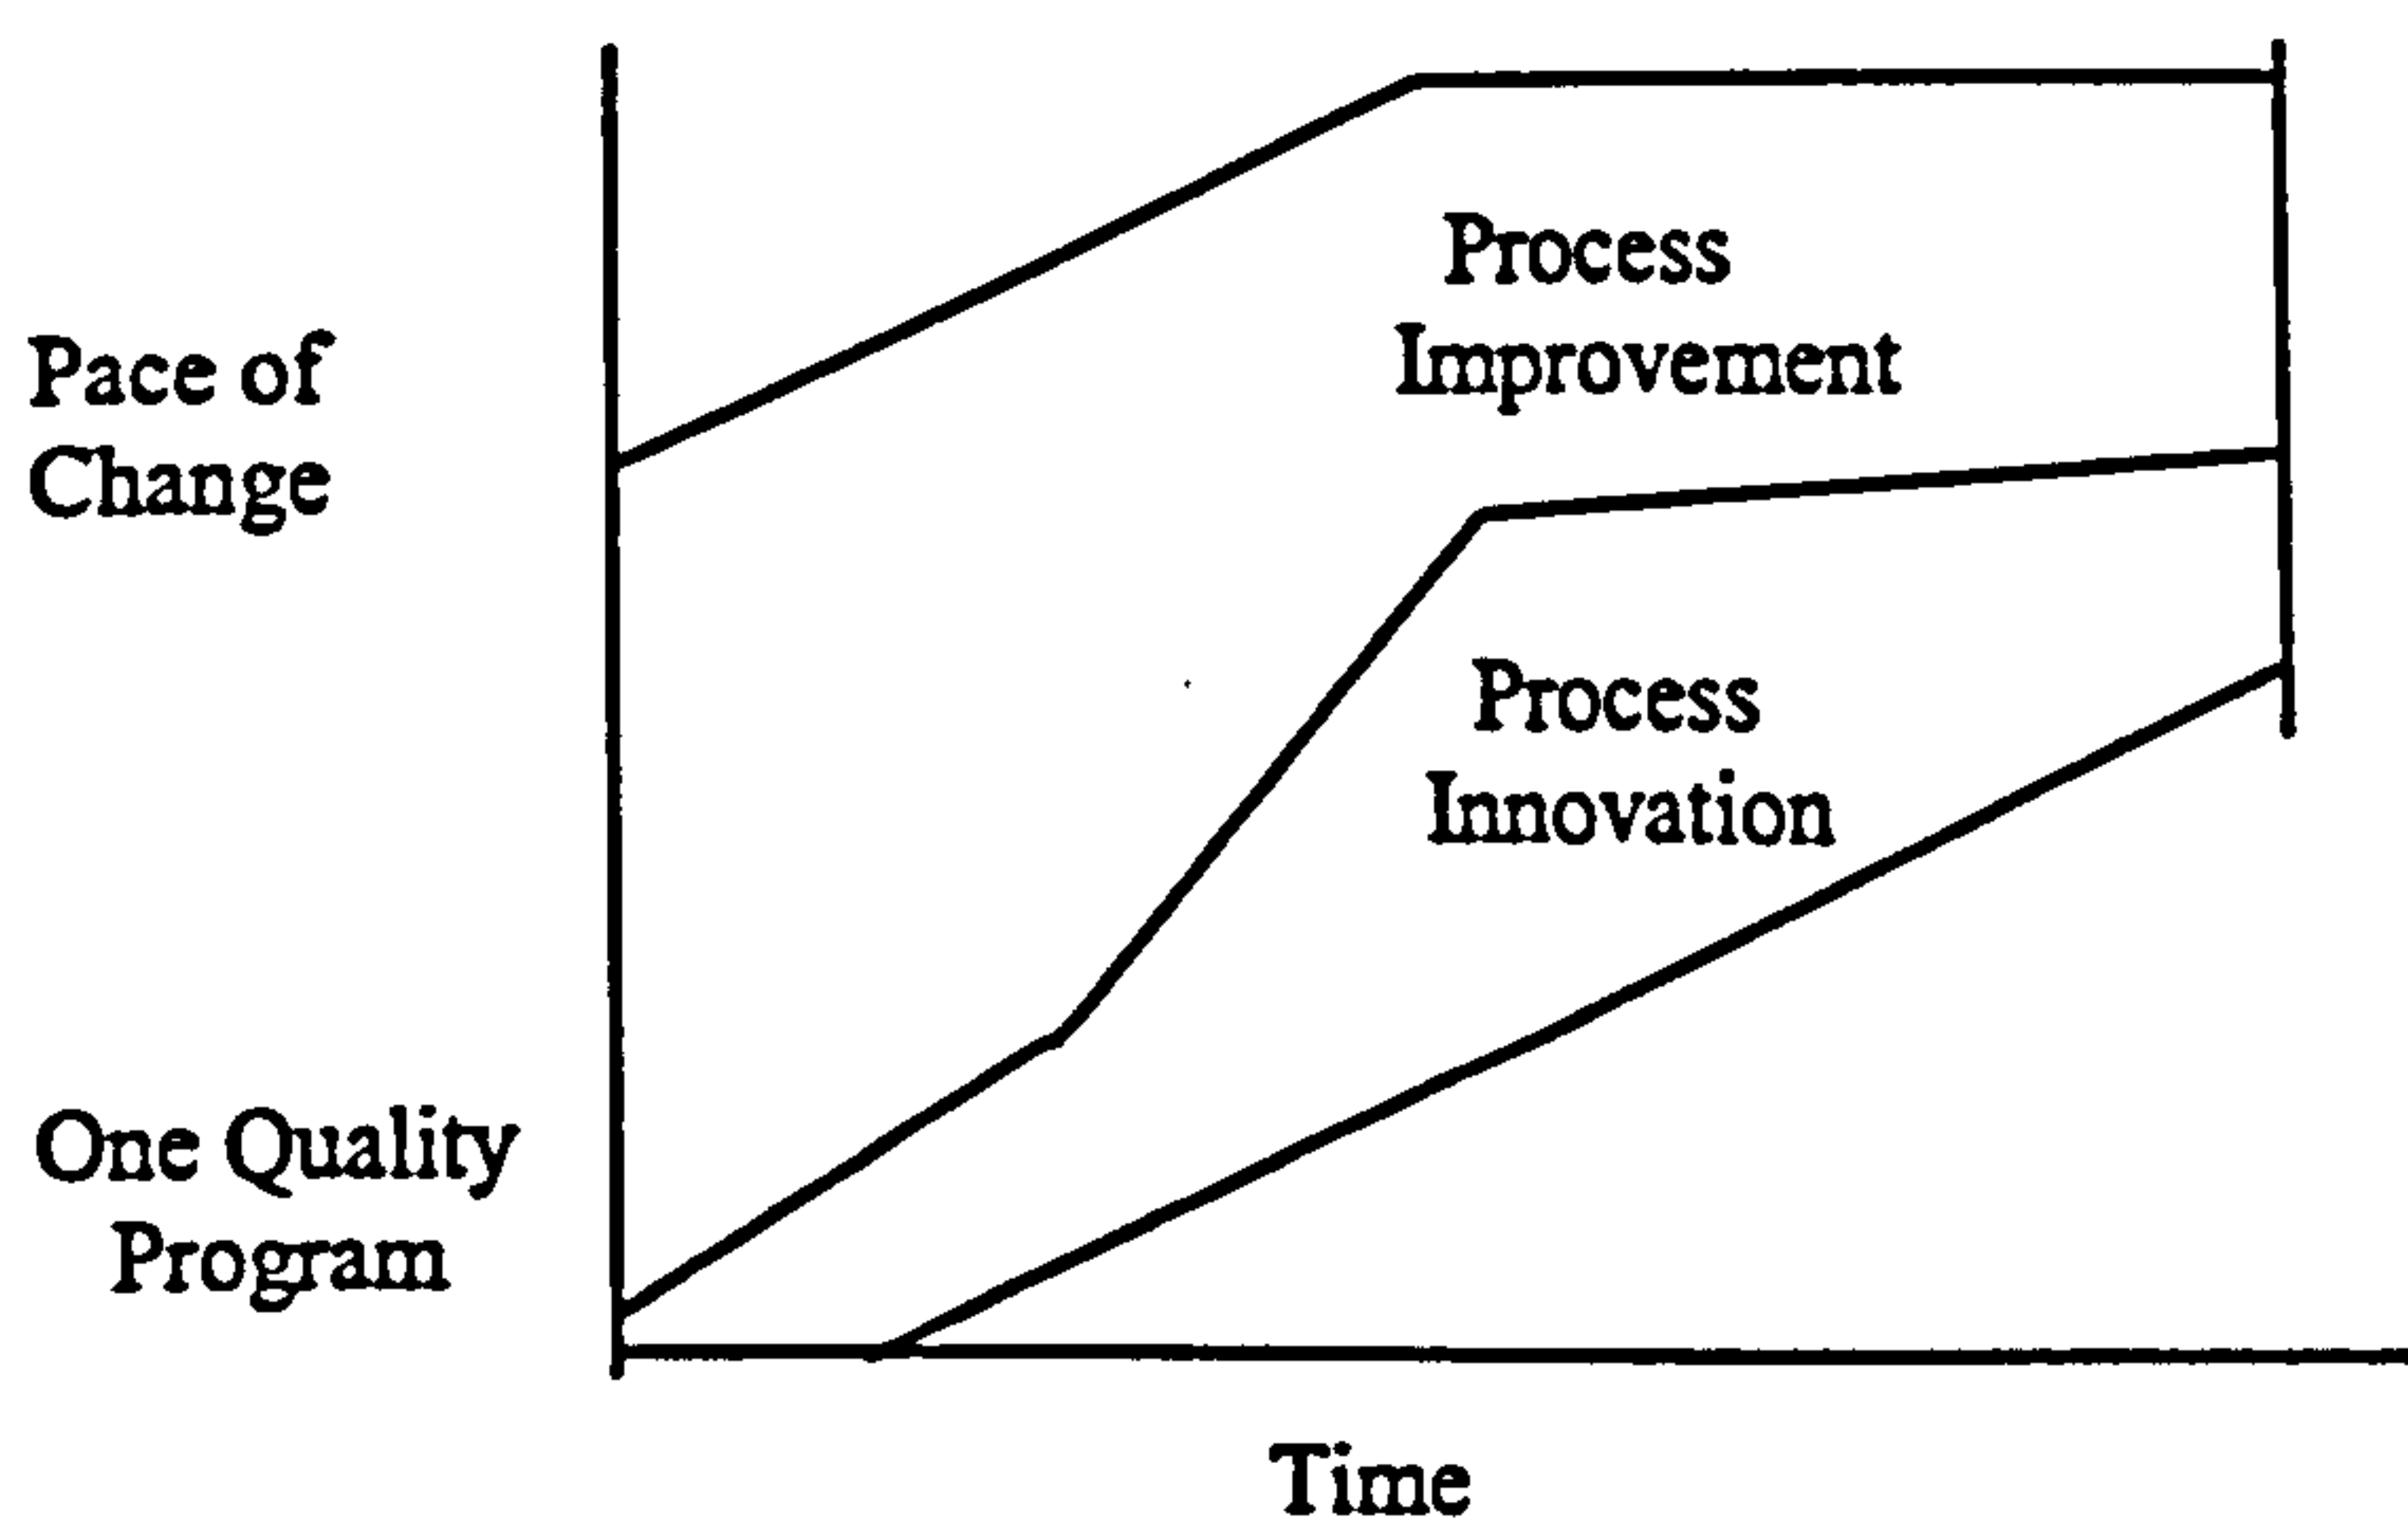 Process
Improvement
Pace of
Change
Process
Innovation
One Quality
Program
Time